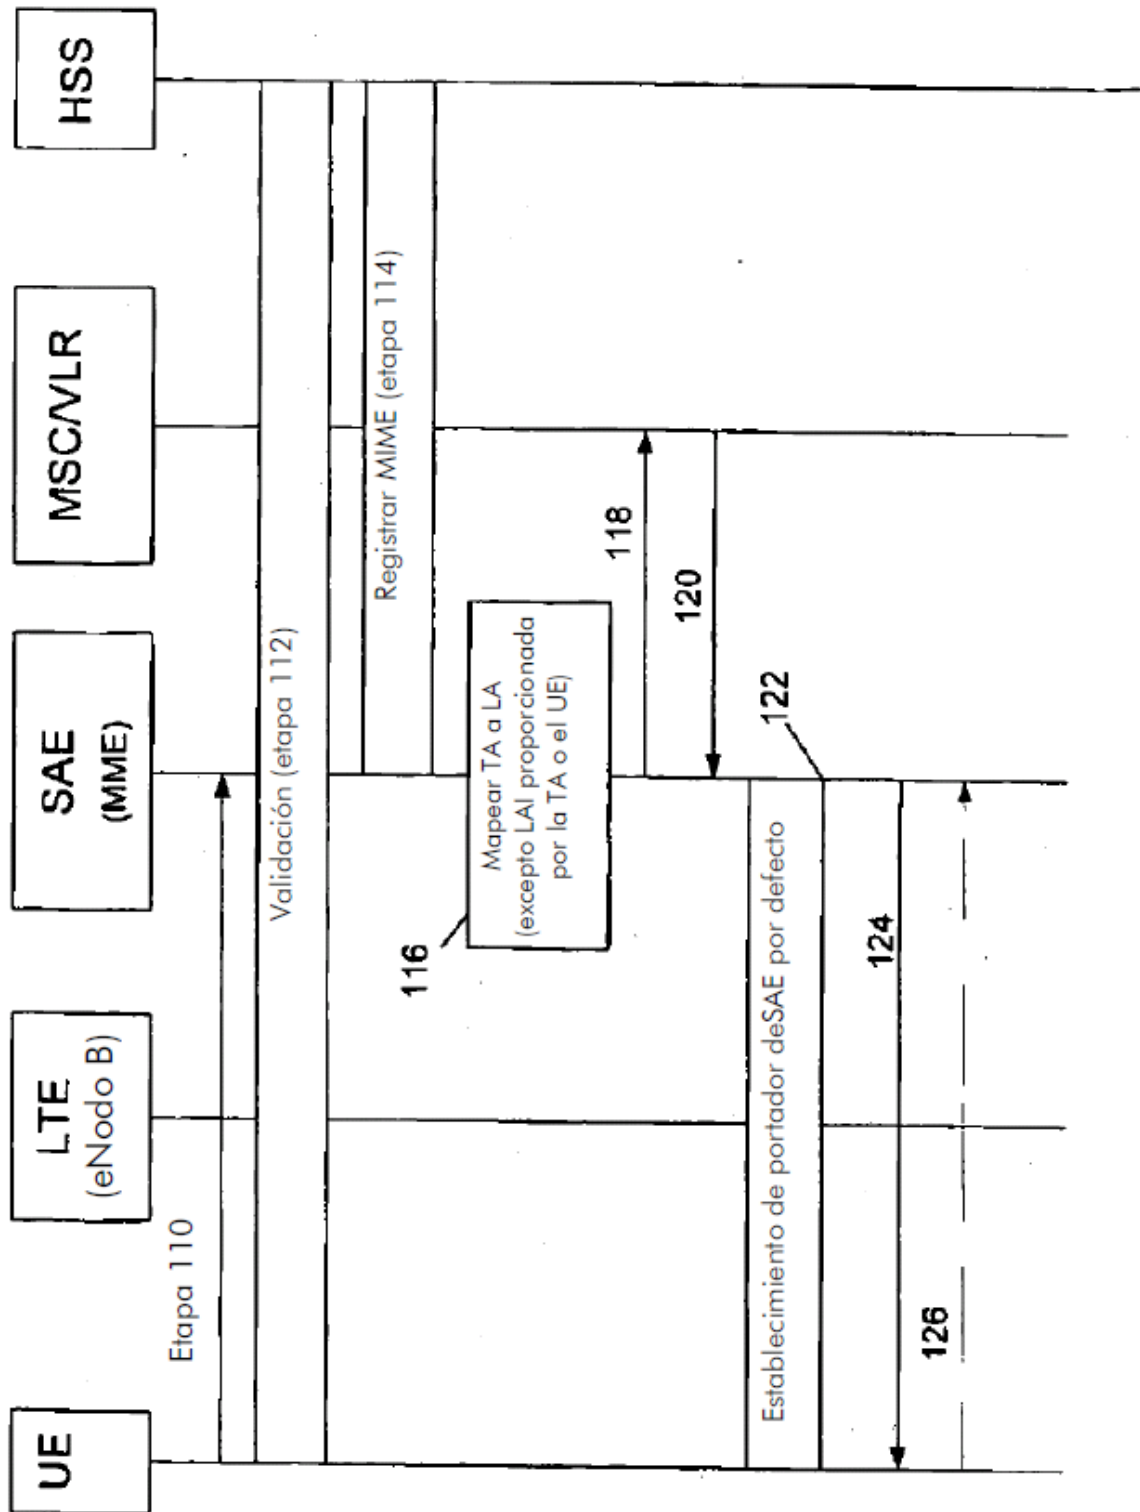 UE
LTE
(eNodo B)
SAE
(MME)
MSC/VLR
HSS
Etapa 110
Validación (etapa 112)
Registrar MIME (etapa 114)
116
Mapear TA a LA
(excepto LAI proporcionada
por la TA o el UE)
118
120
122
Establecimiento de portador deSAE por defecto
124
126